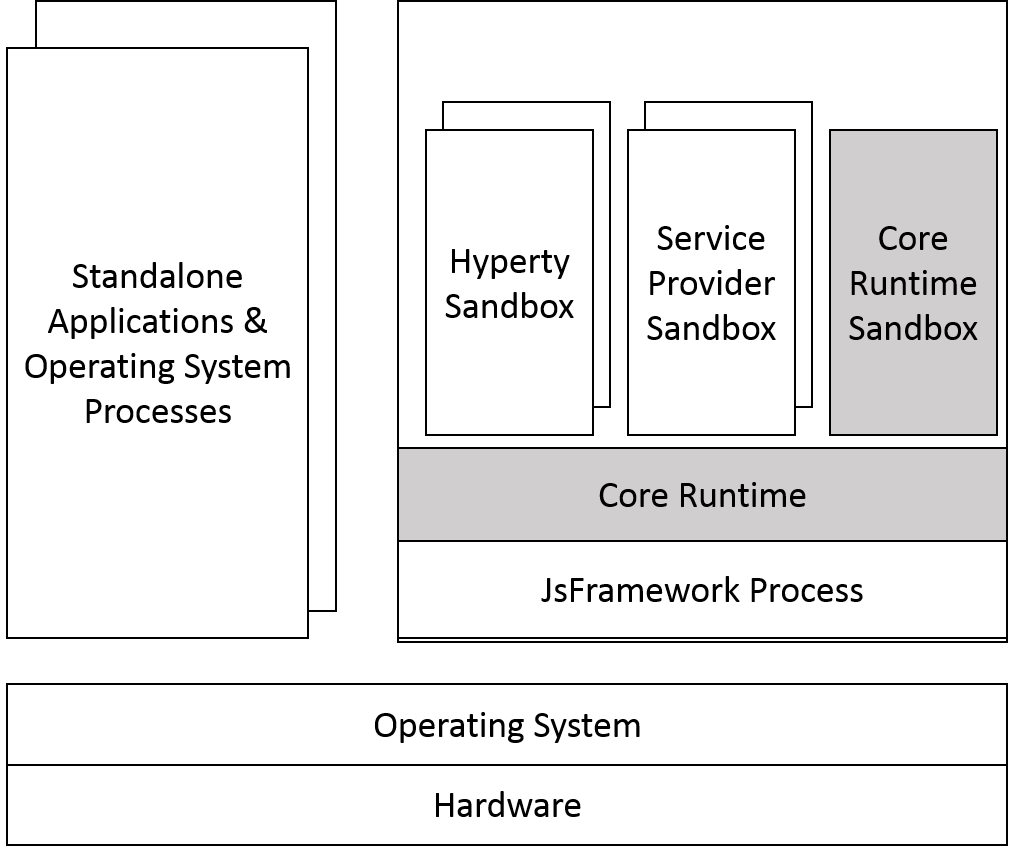 Standalone
Applications &
Operating System
Processes
Hyperty
Sandbox
Service
Provider
Sandbox
Core
Runtime
Sandbox
Core Runtime
JsFramework Process
Operating System
Hardware